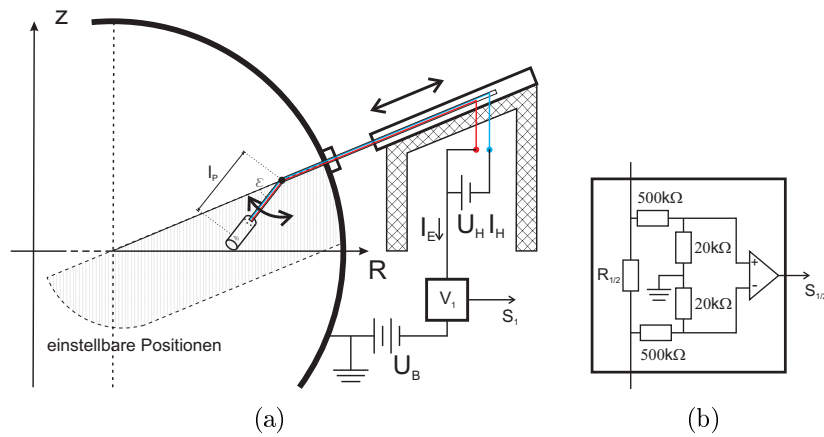 z
l_P
ε
R
I_E
U_H
I_H
V_1
S_1
U_B
einstellbare Positionen
(a)
500kΩ
20kΩ
R_1/2
+
-
20kΩ
S_1/2
500kΩ
(b)